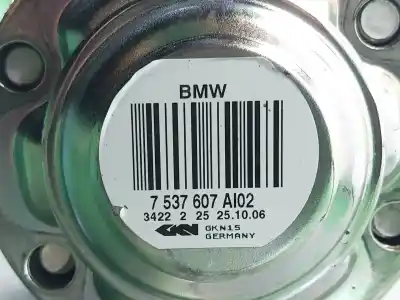 BMW
7 537 607 AI02
3422 2 25 25.10.06
GKN GKN15
GERMANY